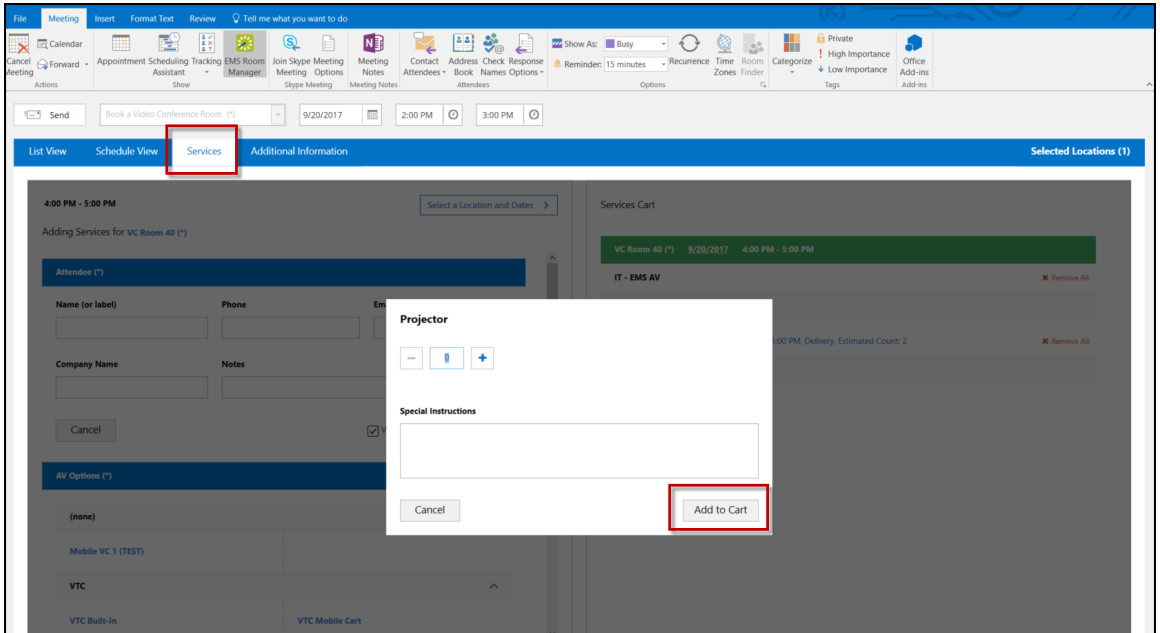 File Meeting Insert Format Text Review Tell me what you want to do
Cancel Meeting
Calendar
Forward
Actions
Appointment
Scheduling Assistant
Tracking
EMS Room Manager
Show
Join Skype Meeting
Meeting Options
Skype Meeting
Meeting Notes
Meeting Notes
Contact Attendees
Address Book
Check Names
Response Options
Attendees
Show As: Busy
Reminder: 15 minutes
Recurrence
Time Zones
Room Finder
Options
Categorize
Private
High Importance
Low Importance
Tags
Office Add-ins
Add-ins
Send Book a Video Conference Room (*) 9/20/2017 2:00 PM 3:00 PM
List View Schedule View Services Additional Information Selected Locations (1)
4:00 PM - 5:00 PM Select a Location and Dates >
Adding Services for VC Room 40 (*)
Attendee (*)
Name (or label) Phone
Company Name Notes
Cancel
AV Options (*)
(none)
Mobile VC 1 (TEST)
VTC
VTC Built-In VTC Mobile Cart
Projector
0
Special Instructions
Cancel Add to Cart
Services Cart
VC Room 40 (*) 9/20/2017 4:00 PM - 5:00 PM
IT - EMS AV Remove All
PM, Delivery, Estimated Count: 2 Remove All